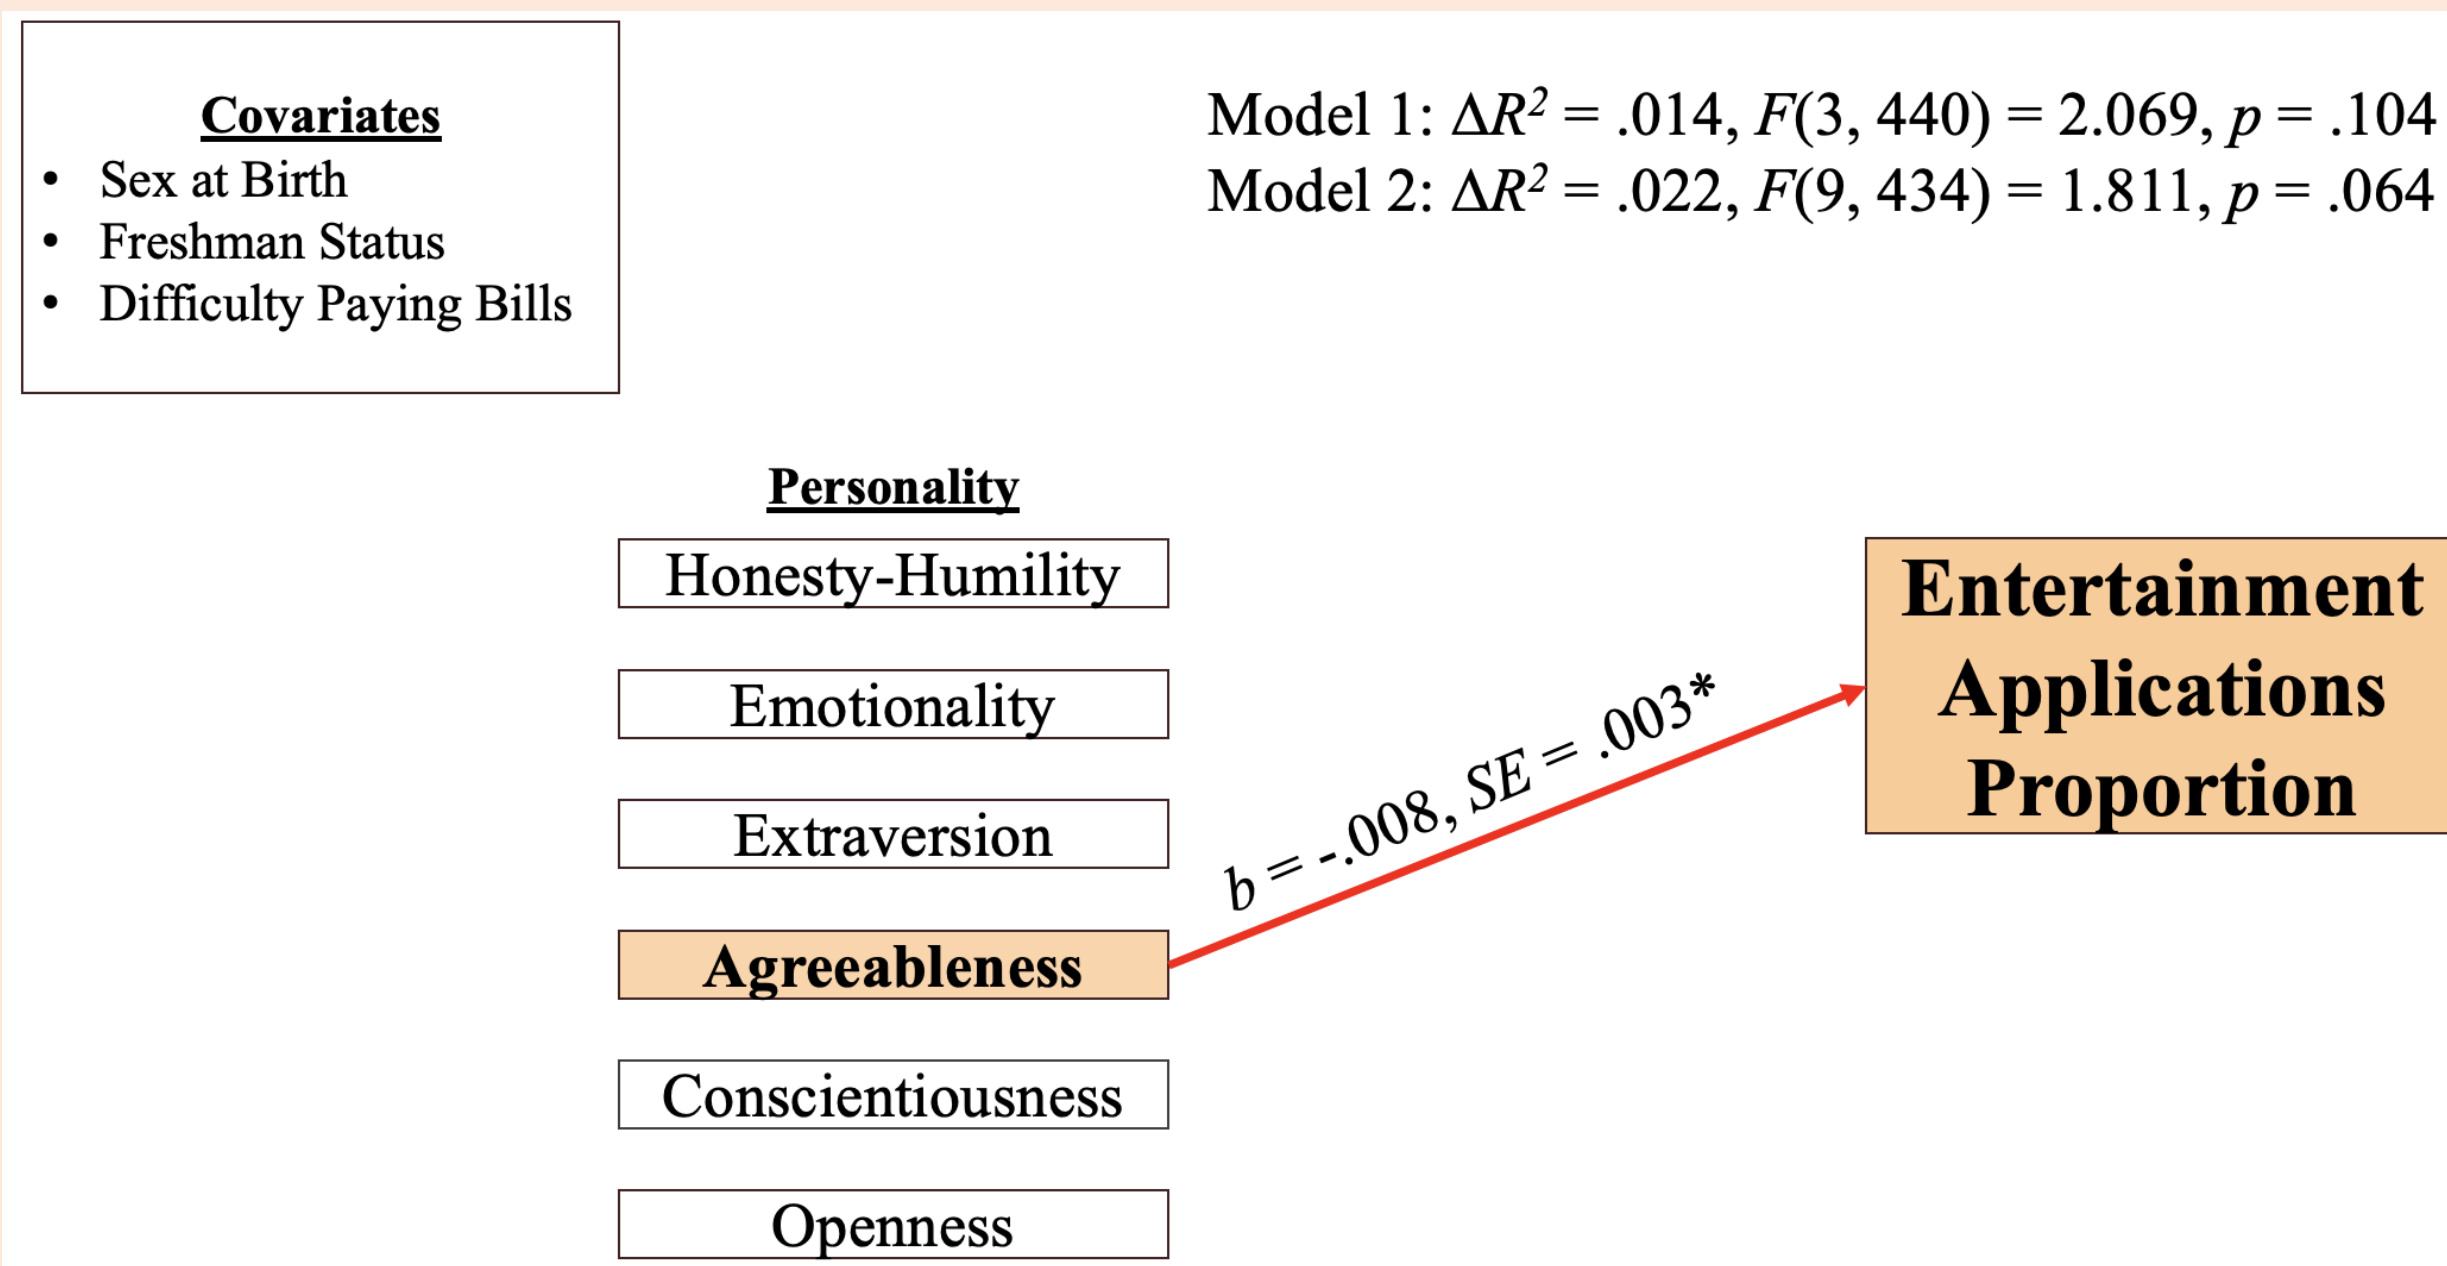 Covariates
• Sex at Birth
• Freshman Status
• Difficulty Paying Bills
Model 1: ΔR² = .014, F(3, 440) = 2.069, p = .104
Model 2: ΔR² = .022, F(9, 434) = 1.811, p = .064
Personality
Honesty-Humility
Emotionality
Extraversion
Agreeableness
Conscientiousness
Openness
b = -.008, SE = .003*
Entertainment
Applications
Proportion